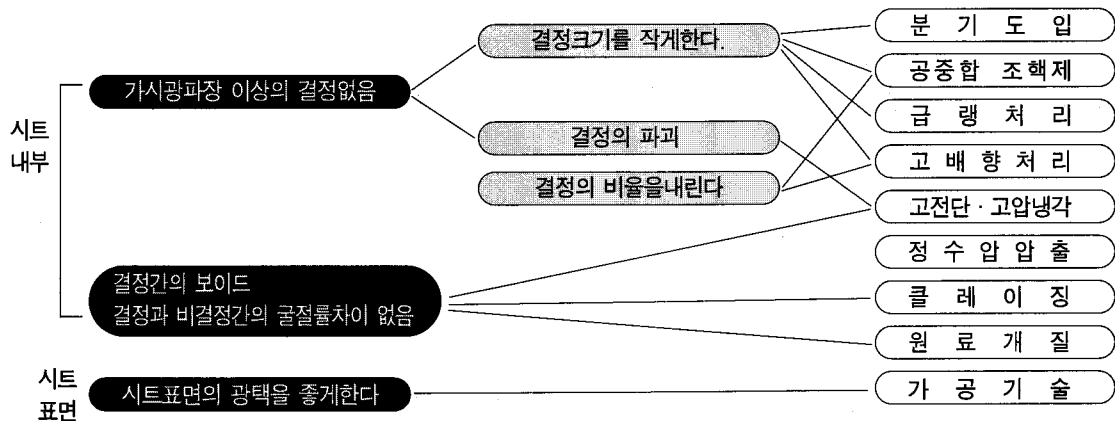 시트
내부
가시광파장 이상의 결정없음
결정크기를 작게한다.
결정의 파괴
결정의 비율을내린다
결정간의 보이드
결정과 비결정간의 굴절률차이 없음
시트
표면
시트표면의 광택을 좋게한다
분 기 도 입
공중합 조핵제
급 랭 처 리
고 배 향 처 리
고전단 · 고압냉각
정 수 압 압 출
클 레 이 징
원 료 개 질
가 공 기 술